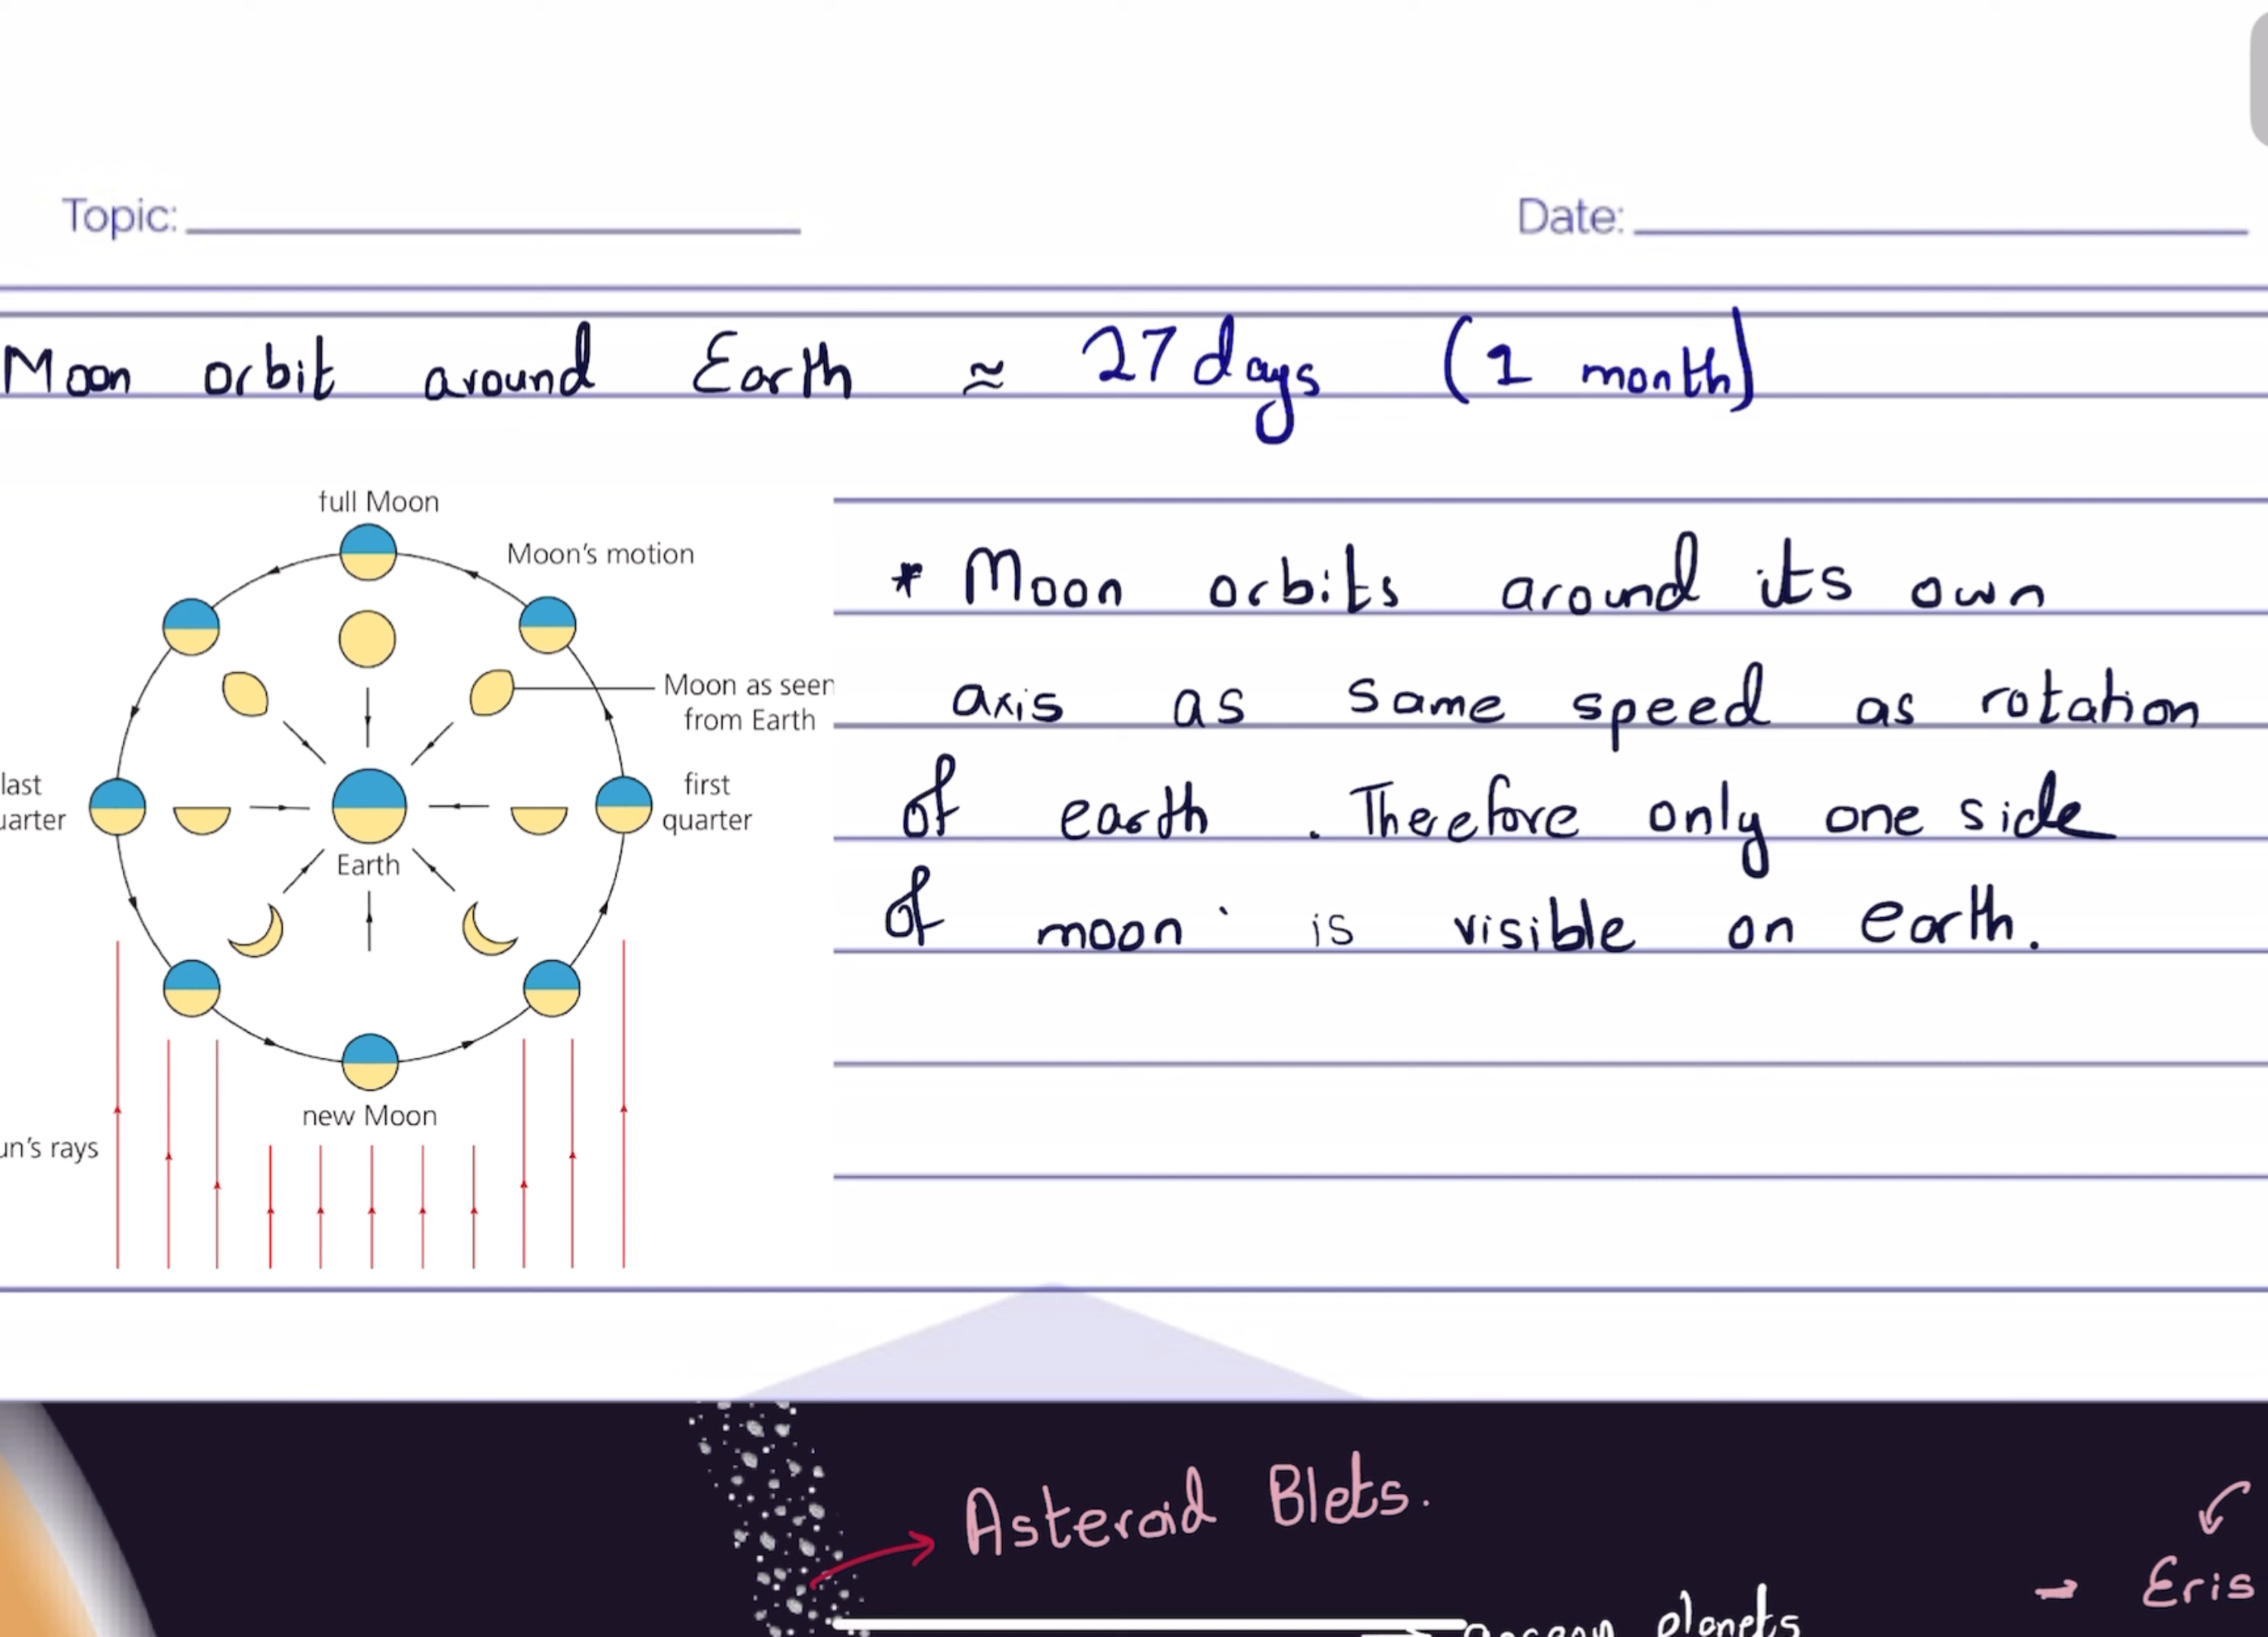 Topic:
Date:
Moon orbit around Earth ≈ 27 days (1 month)
full Moon
Moon's motion
Moon as seen
from Earth
last
uarter
first
quarter
Earth
new Moon
un's rays
* Moon orbits around its own
axis as same speed as rotation
of earth . Therefore only one side
of moon is visible on earth.
Asteroid Blets.
→ Eris
planets